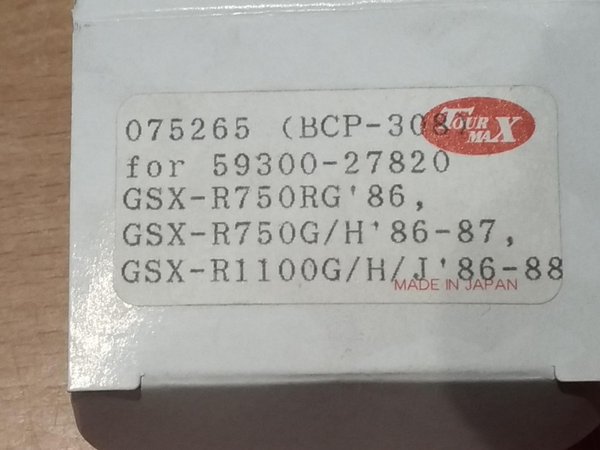 075265 (BCP-308)
TOUR MAX
for 59300-27820
GSX-R750RG'86,
GSX-R750G/H'86-87,
GSX-R1100G/H/J'86-88
MADE IN JAPAN